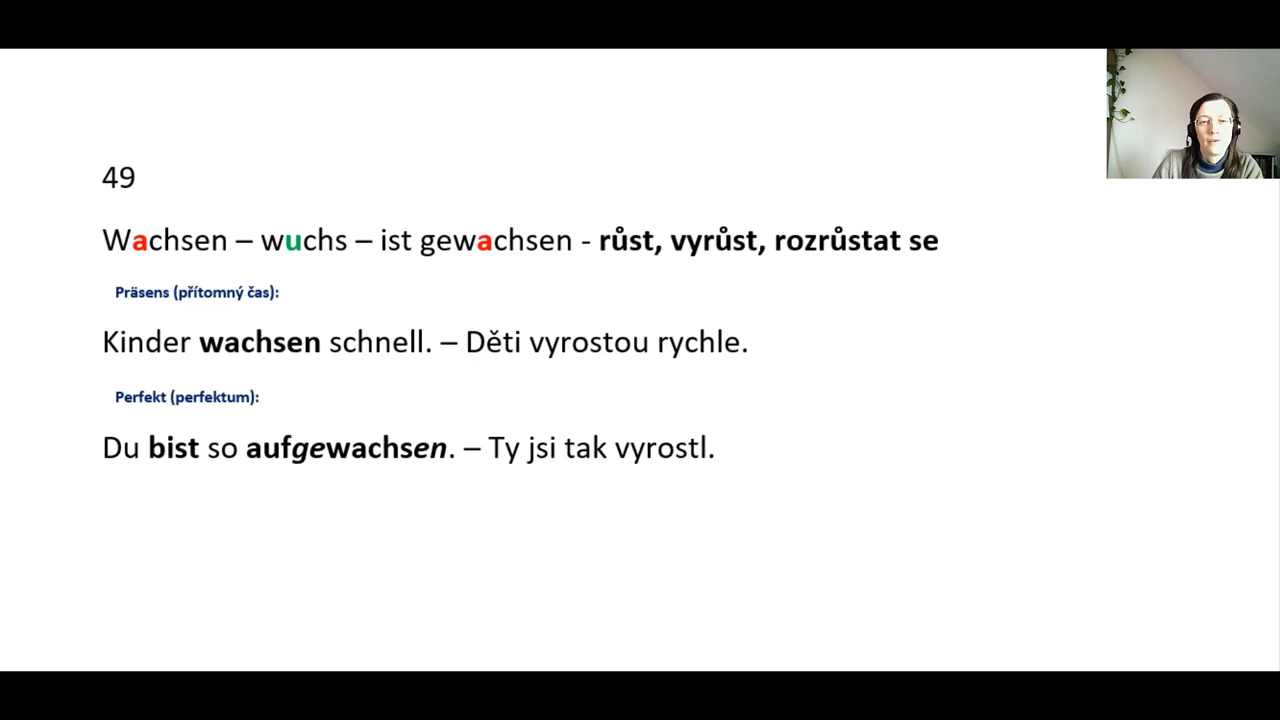 49
Wachsen – wuchs – ist gewachsen - růst, vyrůst, rozrůstat se
Präsens (přítomný čas):
Kinder wachsen schnell. – Děti vyrostou rychle.
Perfekt (perfektum):
Du bist so aufgewachsen. – Ty jsi tak vyrostl.